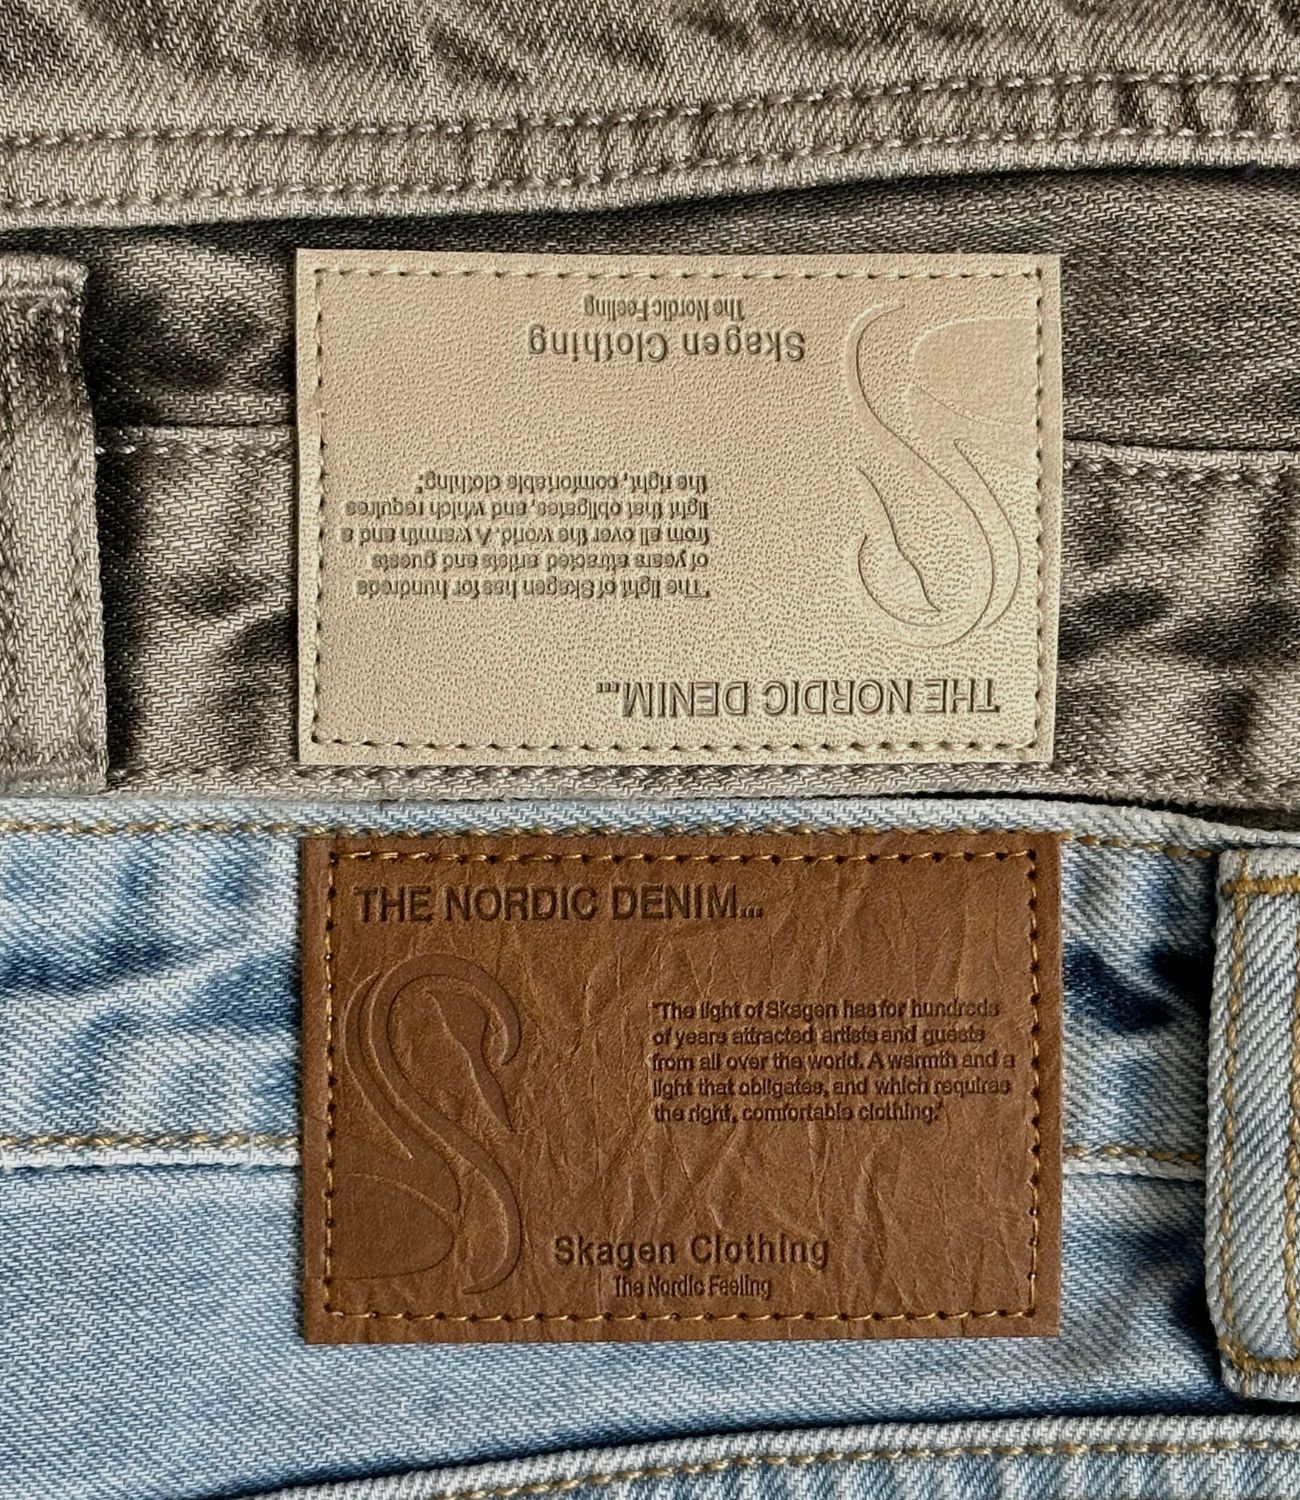 Skagen Clothing
The Nordic Feeling
"The light of Skagen has for hundreds
of years attracted artists and guests
from all over the world. A warmth and a
light that obligates, and which requires
the right, comfortable clothing."
THE NORDIC DENIM...
THE NORDIC DENIM...
"The light of Skagen has for hundreds
of years attracted artists and guests
from all over the world. A warmth and a
light that obligates, and which requires
the right, comfortable clothing."
Skagen Clothing
The Nordic Feeling